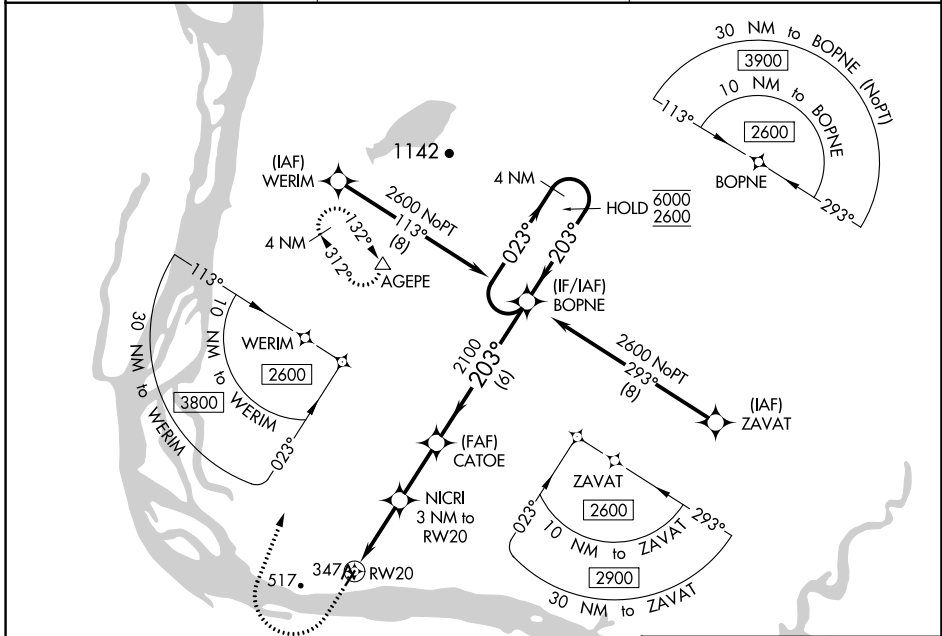 30 NM to BOPNE (NoPT)
3900
10 NM to BOPNE
2600
113°
BOPNE
293°
1142
(IAF)
WERIM
2600 NoPT
113°
(8)
4 NM
HOLD 6000
2600
023°
203°
4 NM
132°
312°
AGEPE
(IF/IAF)
BOPNE
113°
10 NM to WERIM
30 NM to WERIM
WERIM
2600
3800
023°
2100
203°
(6)
2600 NoPT
293°
(8)
(IAF)
ZAVAT
(FAF)
CATOE
NICRI
3 NM to
RW20
ZAVAT
2600
023°
293°
10 NM to ZAVAT
2900
30 NM to ZAVAT
517
347
RW20